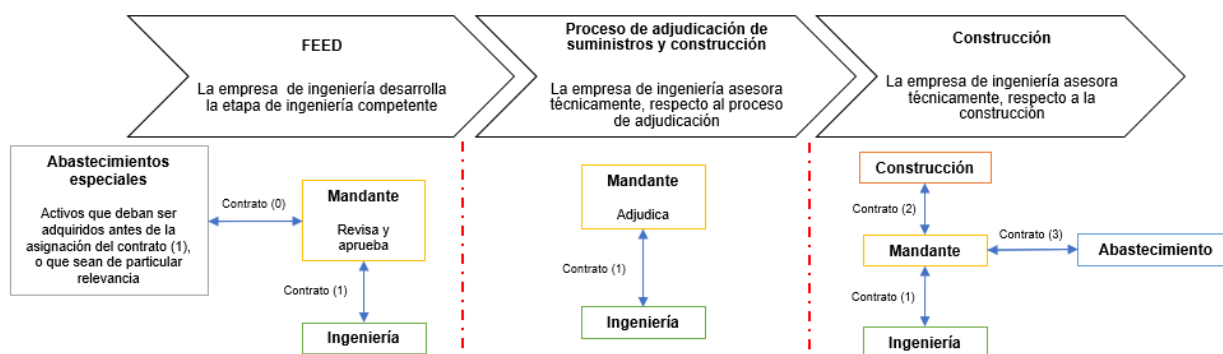 FEED
La empresa de ingeniería desarrolla
la etapa de ingeniería competente
Proceso de adjudicación de
suministros y construcción
La empresa de ingeniería asesora
técnicamente, respecto al proceso
de adjudicación
Construcción
La empresa de ingeniería asesora
técnicamente, respecto a la
construcción
Abastecimientos
especiales
Activos que deban ser
adquiridos antes de la
asignación del contrato (1),
o que sean de particular
relevancia
Contrato (0)
Mandante
Revisa y
aprueba
Contrato (1)
Ingeniería
Mandante
Adjudica
Contrato (1)
Ingeniería
Construcción
Contrato (2)
Mandante
Contrato (3)
Abastecimiento
Contrato (1)
Ingeniería